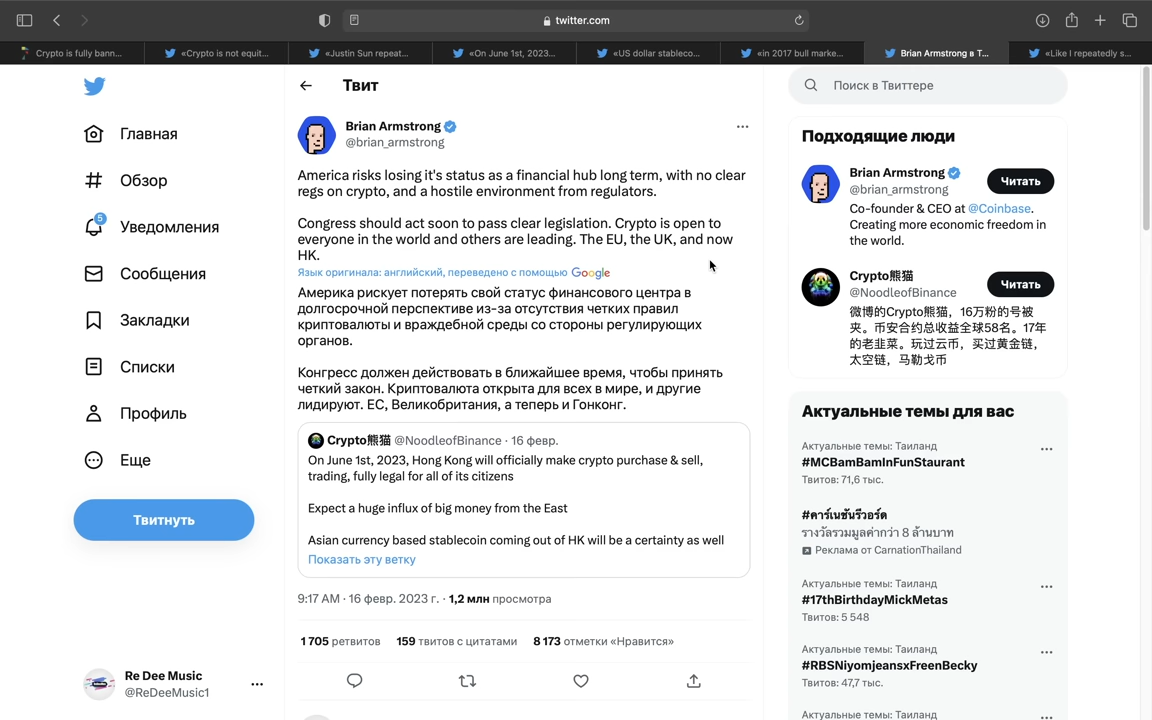 twitter.com
Crypto is fully bann...
«Crypto is not equit...
«Justin Sun repeat...
«On June 1st, 2023...
«US dollar stableco...
«in 2017 bull marke...
Brian Armstrong в Т...
«Like I repeatedly s...
Главная
Обзор
5
Уведомления
Сообщения
Закладки
Списки
Профиль
Еще
Твитнуть
Re Dee Music
@ReDeeMusic1
Твит
Brian Armstrong
@brian_armstrong
America risks losing it's status as a financial hub long term, with no clear
regs on crypto, and a hostile environment from regulators.
Congress should act soon to pass clear legislation. Crypto is open to
everyone in the world and others are leading. The EU, the UK, and now
HK.
Язык оригинала: английский, переведено с помощью Google
Америка рискует потерять свой статус финансового центра в
долгосрочной перспективе из-за отсутствия четких правил
криптовалюты и враждебной среды со стороны регулирующих
органов.
Конгресс должен действовать в ближайшее время, чтобы принять
четкий закон. Криптовалюта открыта для всех в мире, и другие
лидируют. ЕС, Великобритания, а теперь и Гонконг.
Crypto熊猫 @NoodleofBinance · 16 февр.
On June 1st, 2023, Hong Kong will officially make crypto purchase & sell,
trading, fully legal for all of its citizens
Expect a huge influx of big money from the East
Asian currency based stablecoin coming out of HK will be a certainty as well
Показать эту ветку
9:17 AM · 16 февр. 2023 г. · 1,2 млн просмотра
1 705 ретвитов 159 твитов с цитатами 8 173 отметки «Нравится»
Поиск в Твиттере
Подходящие люди
Brian Armstrong
@brian_armstrong
Читать
Co-founder & CEO at @Coinbase.
Creating more economic freedom in
the world.
Crypto熊猫
@NoodleofBinance
Читать
微博的Crypto熊猫，16万粉的号被
夹。币安合约总收益全球58名。17年
的老韭菜。玩过云币，买过黄金链，
太空链，马勒戈币
Актуальные темы для вас
Актуальные темы: Таиланд
#MCBamBamInFunStaurant
Твитов: 71,6 тыс.
#คาร์เนชันรีวอร์ด
รางวัลรวมมูลค่ากว่า 8 ล้านบาท
Реклама от CarnationThailand
Актуальные темы: Таиланд
#17thBirthdayMickMetas
Твитов: 5 548
Актуальные темы: Таиланд
#RBSNiyomjeansxFreenBecky
Твитов: 47,7 тыс.
Актуальные темы: Таиланд